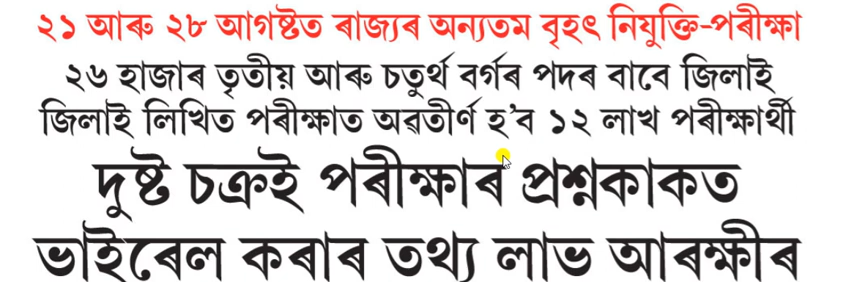 ২১ আৰু ২৮ আগষ্টত ৰাজ্যৰ অন্যতম বৃহৎ নিযুক্তি-পৰীক্ষা
২৬ হাজাৰ তৃতীয় আৰু চতুৰ্থ বৰ্গৰ পদৰ বাবে জিলাই
জিলাই লিখিত পৰীক্ষাত অৱতীৰ্ণ হ'ব ১২ লাখ পৰীক্ষাৰ্থী
দুষ্ট চক্ৰই পৰীক্ষাৰ প্ৰশ্নকাকত
ভাইৰেল কৰাৰ তথ্য লাভ আৰক্ষীৰ